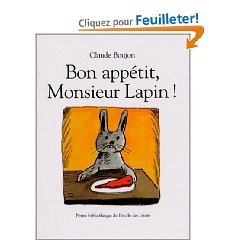 Cliquez pour Feuilleter
Claude Boujon
Bon appétit,
Monsieur Lapin !
Petite bibliothèque de l'école des loisirs